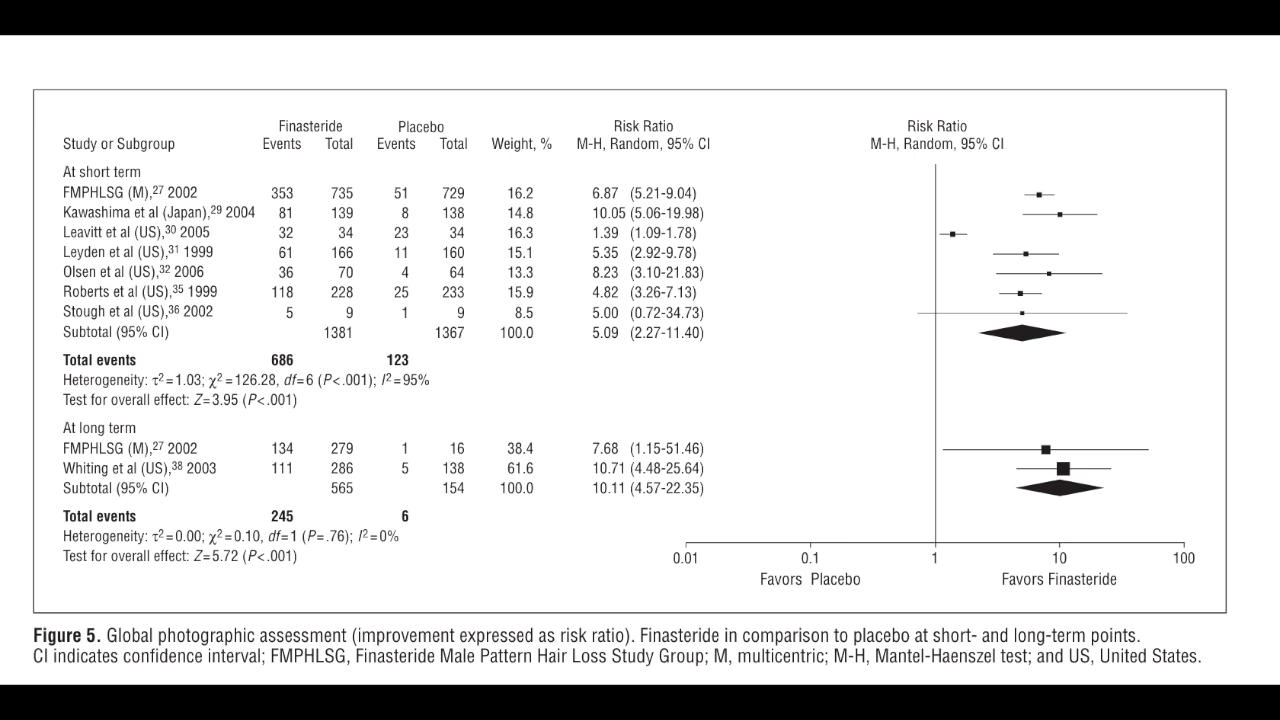 Finasteride Placebo Risk Ratio Risk Ratio
Study or Subgroup Events Total Events Total Weight, % M-H, Random, 95% CI M-H, Random, 95% CI
At short term
FMPHLSG (M),27 2002 353 735 51 729 16.2 6.87 (5.21-9.04)
Kawashima et al (Japan),29 2004 81 139 8 138 14.8 10.05 (5.06-19.98)
Leavitt et al (US),30 2005 32 34 23 34 16.3 1.39 (1.09-1.78)
Leyden et al (US),31 1999 61 166 11 160 15.1 5.35 (2.92-9.78)
Olsen et al (US),32 2006 36 70 4 64 13.3 8.23 (3.10-21.83)
Roberts et al (US),35 1999 118 228 25 233 15.9 4.82 (3.26-7.13)
Stough et al (US),36 2002 5 9 1 9 8.5 5.00 (0.72-34.73)
Subtotal (95% CI) 1381 1367 100.0 5.09 (2.27-11.40)
Total events 686 123
Heterogeneity: τ2=1.03; χ2=126.28, df=6 (P<.001); I2=95%
Test for overall effect: Z=3.95 (P<.001)
At long term
FMPHLSG (M),27 2002 134 279 1 16 38.4 7.68 (1.15-51.46)
Whiting et al (US),38 2003 111 286 5 138 61.6 10.71 (4.48-25.64)
Subtotal (95% CI) 565 154 100.0 10.11 (4.57-22.35)
Total events 245 6
Heterogeneity: τ2=0.00; χ2=0.10, df=1 (P=.76); I2=0%
Test for overall effect: Z=5.72 (P<.001)
0.01 0.1 1 10 100
Favors Placebo Favors Finasteride
Figure 5. Global photographic assessment (improvement expressed as risk ratio). Finasteride in comparison to placebo at short- and long-term points.
CI indicates confidence interval; FMPHLSG, Finasteride Male Pattern Hair Loss Study Group; M, multicentric; M-H, Mantel-Haenszel test; and US, United States.